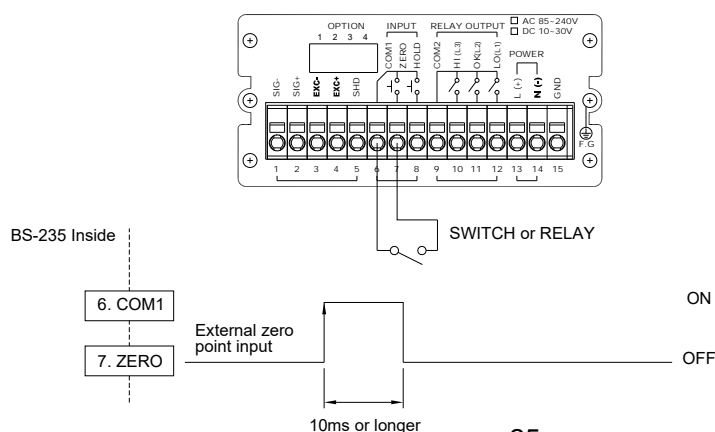 OPTION
1 2 3 4
INPUT
COM1
ZERO
HOLD
RELAY OUTPUT
COM2
HI (L3)
OK(L2)
LO(L1)
AC 85~240V
DC 10~30V
POWER
L (+)
N (-)
GND
SIG-
SIG+
EXC-
EXC+
SHD
F.G
1 2 3 4 5 6 7 8 9 10 11 12 13 14 15
SWITCH or RELAY
BS-235 Inside
6. COM1
ON
External zero
point input
7. ZERO
OFF
10ms or longer